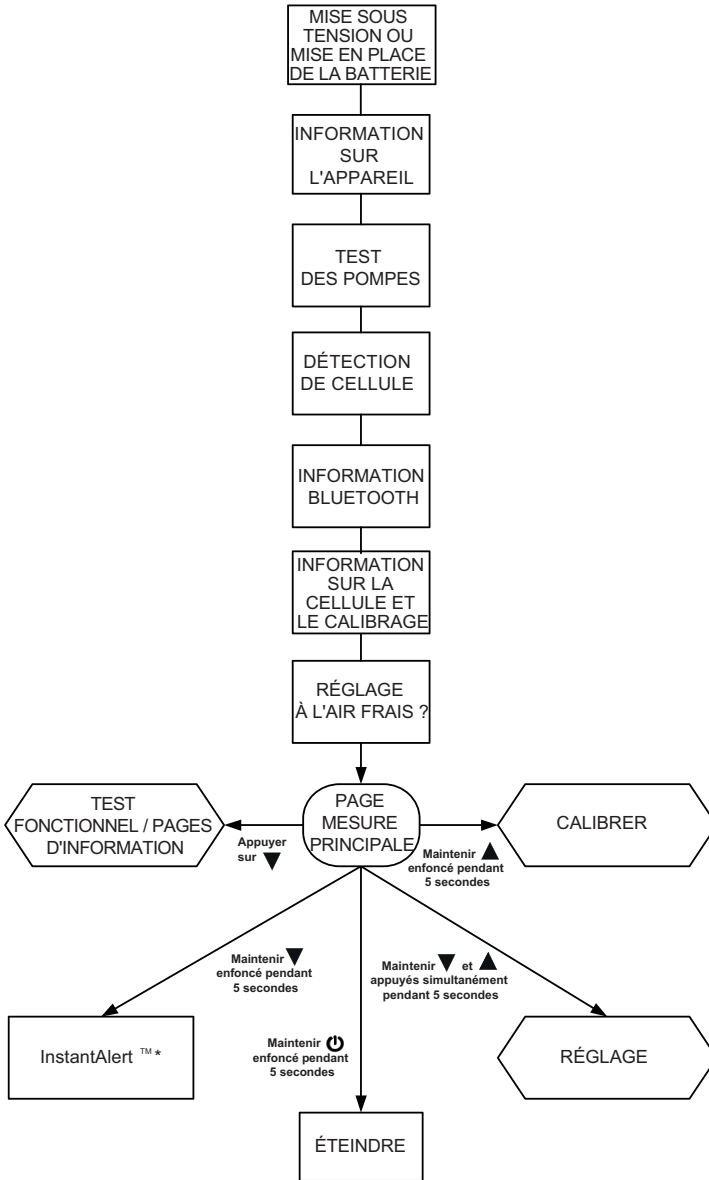 MISE SOUS
TENSION OU
MISE EN PLACE
DE LA BATTERIE
INFORMATION
SUR
L'APPAREIL
TEST
DES POMPES
DÉTECTION
DE CELLULE
INFORMATION
BLUETOOTH
INFORMATION
SUR LA
CELLULE ET
LE CALIBRAGE
RÉGLAGE
À L'AIR FRAIS ?
TEST
FONCTIONNEL / PAGES
D'INFORMATION
Appuyer
sur ▼
PAGE
MESURE
PRINCIPALE
Maintenir ▲
enfoncé pendant
5 secondes
CALIBRER
Maintenir ▼
enfoncé pendant
5 secondes
Maintenir ▼ et ▲
appuyés simultanément
pendant 5 secondes
InstantAlert ™ *
Maintenir ⏻
enfoncé pendant
5 secondes
RÉGLAGE
ÉTEINDRE